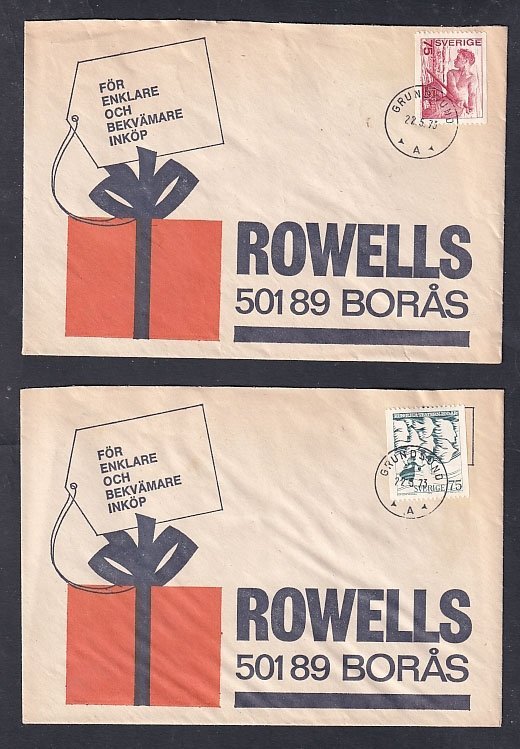 FÖR
ENKLARE
OCH
BEKVÄMARE
INKÖP
75 SVERIGE
GRUNDSUND
22.5.73
A
ROWELLS
501 89 BORÅS
FÖR
ENKLARE
OCH
BEKVÄMARE
INKÖP
GRUNDSUND
22.5.73
SVERIGE 75
A
ROWELLS
501 89 BORÅS